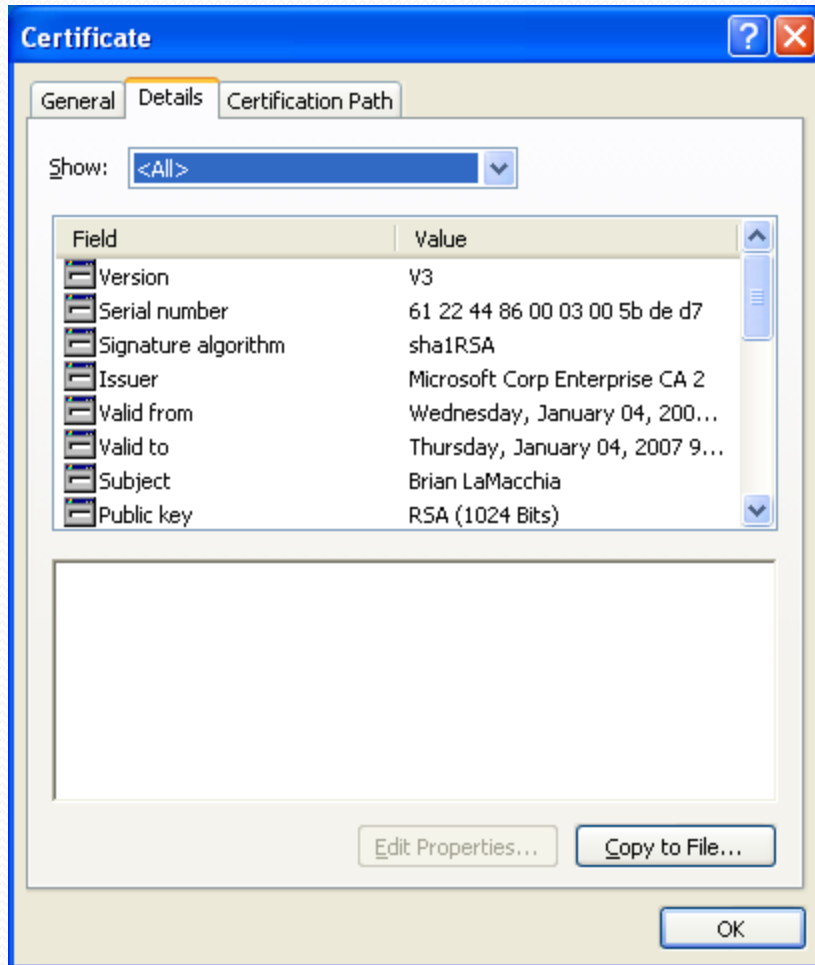 Certificate
General Details Certification Path
Show: <All>
Field Value
Version V3
Serial number 61 22 44 86 00 03 00 5b de d7
Signature algorithm sha1RSA
Issuer Microsoft Corp Enterprise CA 2
Valid from Wednesday, January 04, 200...
Valid to Thursday, January 04, 2007 9...
Subject Brian LaMacchia
Public key RSA (1024 Bits)
Edit Properties... Copy to File...
OK